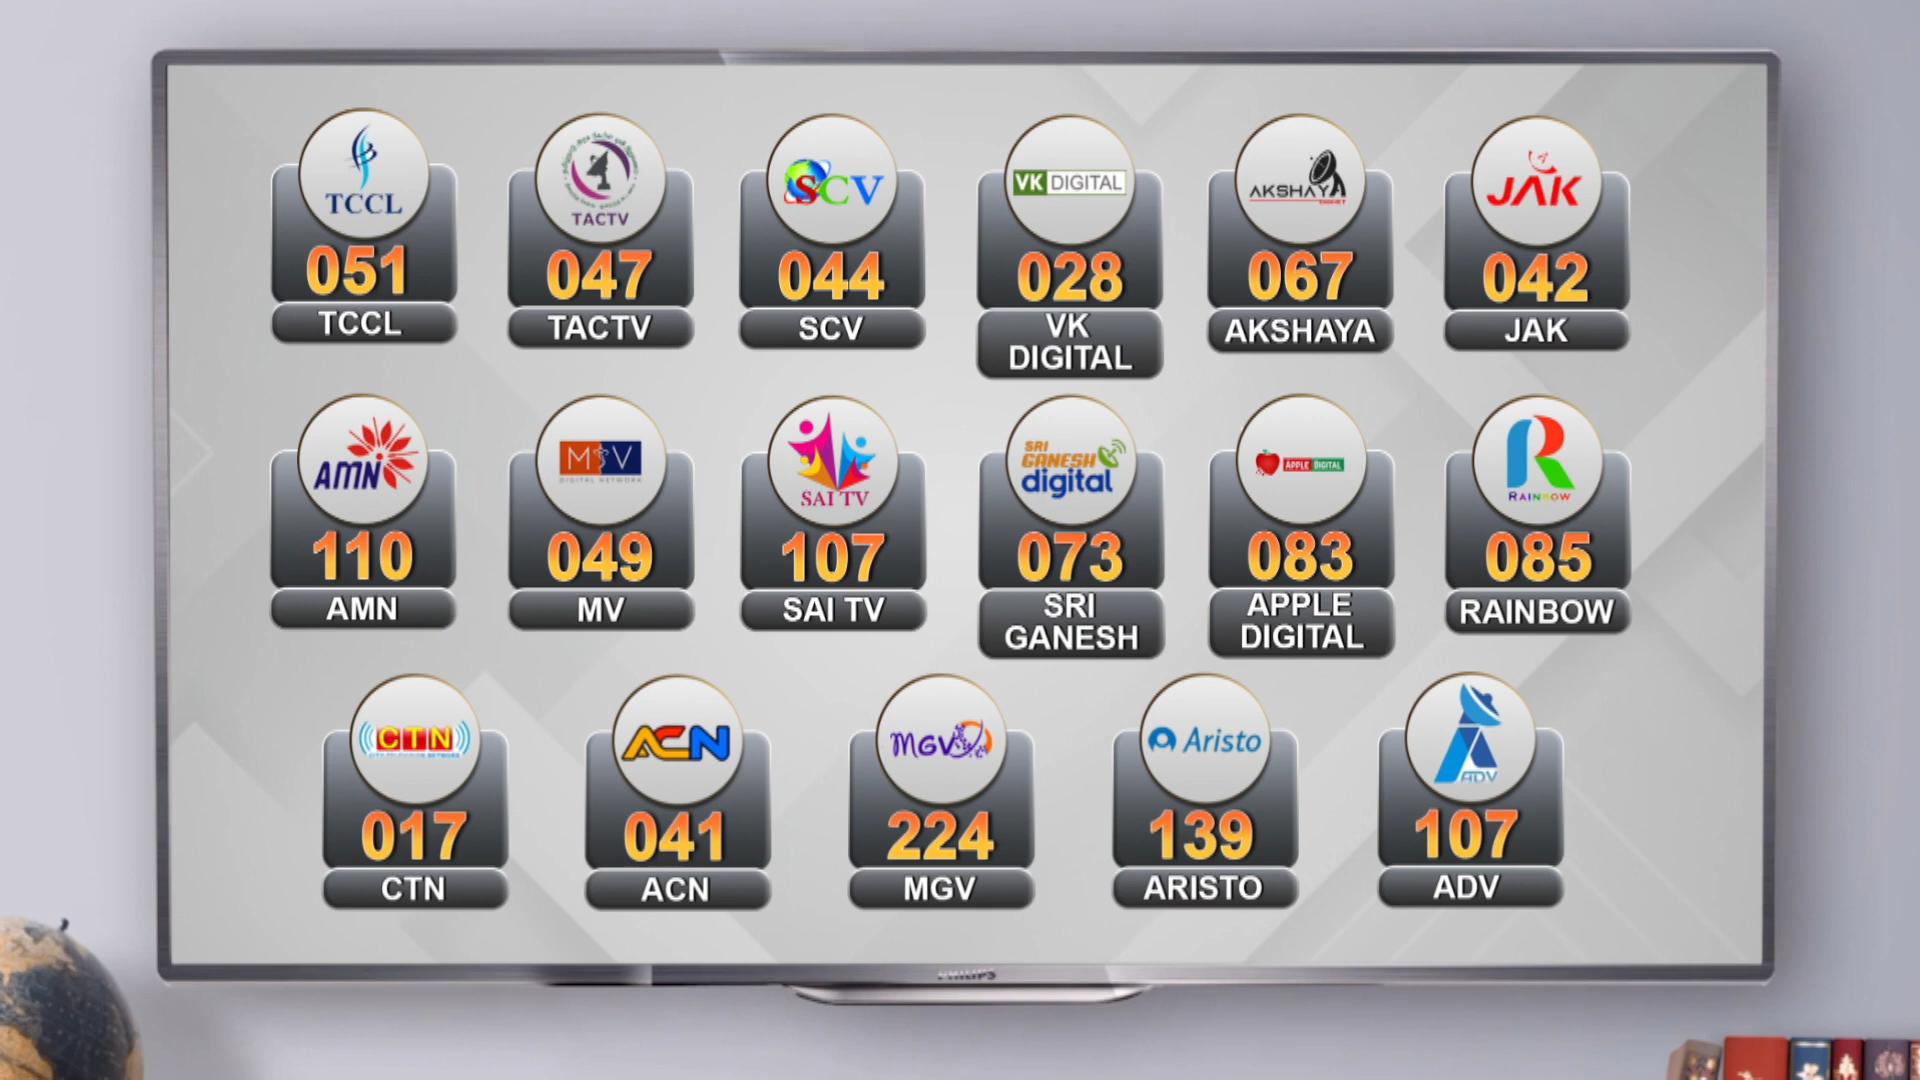 TCCL
TACTV
SCV
VK DIGITAL
AKSHAYA
JAK
051
047
044
028
067
042
TCCL
TACTV
SCV
VK
DIGITAL
AKSHAYA
JAK
AMN
MV
DIGITAL NETWORK
SAI TV
SRI
GANESH
digital
APPLE DIGITAL
RAINBOW
110
049
107
073
083
085
AMN
MV
SAI TV
SRI
GANESH
APPLE
DIGITAL
RAINBOW
CTN
ACN
MGV
Aristo
ADV
017
041
224
139
107
CTN
ACN
MGV
ARISTO
ADV
PHILIPS